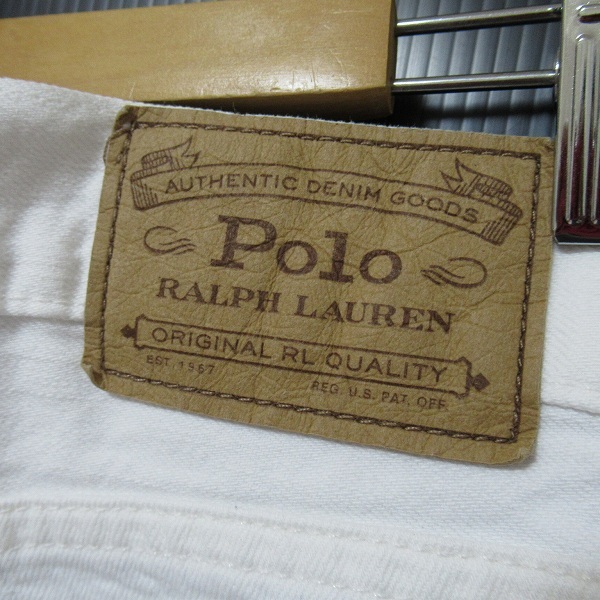 AUTHENTIC DENIM GOODS
Polo
RALPH LAUREN
ORIGINAL RL QUALITY
EST. 1967
REG. U.S. PAT. OFF.